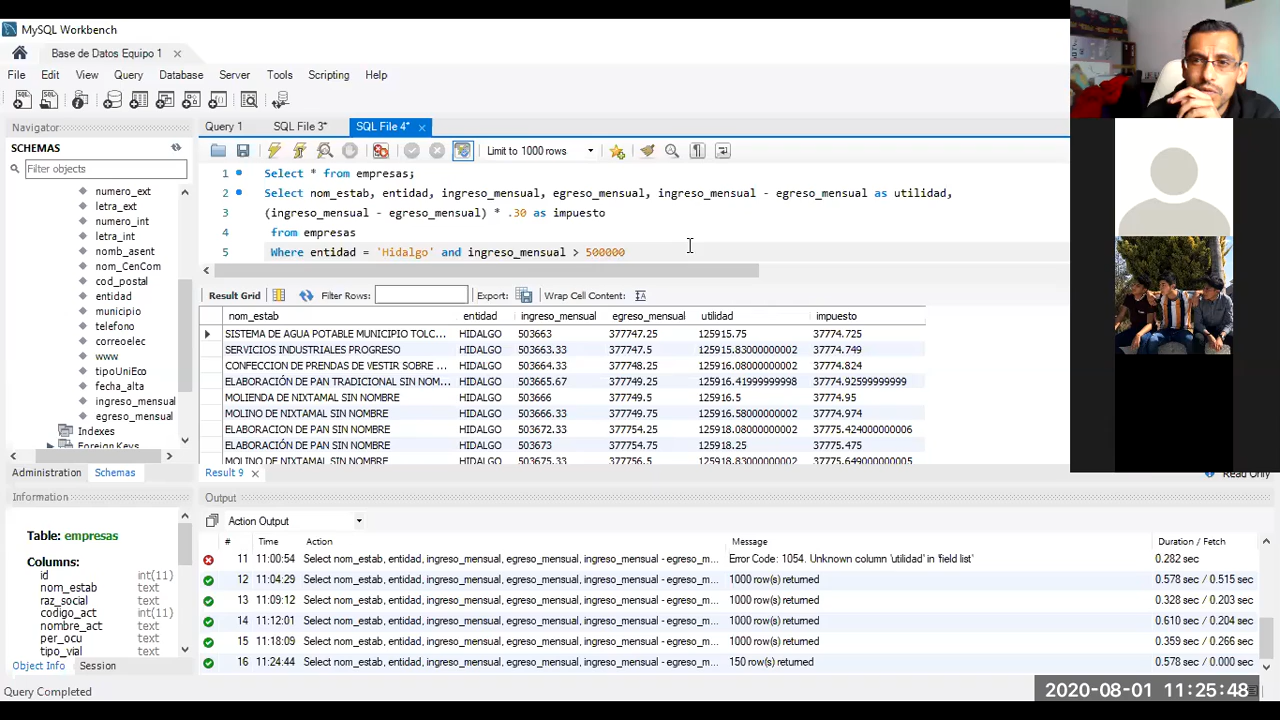 MySQL Workbench
Base de Datos Equipo 1
File Edit View Query Database Server Tools Scripting Help
Navigator
SCHEMAS
Filter objects
numero_ext
letra_ext
numero_int
letra_int
nomb_asent
nom_CenCom
cod_postal
entidad
municipio
telefono
correoelec
www
tipoUniEco
fecha_alta
ingreso_mensual
egreso_mensual
Indexes
Foreign Keys
Administration Schemas
Information
Table: empresas
Columns:
id int(11)
nom_estab text
raz_social text
codigo_act int(11)
nombre_act text
per_ocu text
tipo_vial text
Object Info Session
Query Completed
Query 1 SQL File 3* SQL File 4*
Limit to 1000 rows
1 Select * from empresas;
2 Select nom_estab, entidad, ingreso_mensual, egreso_mensual, ingreso_mensual - egreso_mensual as utilidad,
3 (ingreso_mensual - egreso_mensual) * .30 as impuesto
4 from empresas
5 Where entidad = 'Hidalgo' and ingreso_mensual > 500000
Result Grid Filter Rows: Export: Wrap Cell Content:
nom_estab entidad ingreso_mensual egreso_mensual utilidad impuesto
SISTEMA DE AGUA POTABLE MUNICIPIO TOLC... HIDALGO 503663 377747.25 125915.75 37774.725
SERVICIOS INDUSTRIALES PROGRESO HIDALGO 503663.33 377747.5 125915.83000000002 37774.749
CONFECCION DE PRENDAS DE VESTIR SOBRE ... HIDALGO 503664.33 377748.25 125916.08000000002 37774.824
ELABORACIÓN DE PAN TRADICIONAL SIN NOM... HIDALGO 503665.67 377749.25 125916.41999999998 37774.92599999999
MOLIENDA DE NIXTAMAL SIN NOMBRE HIDALGO 503666 377749.5 125916.5 37774.95
MOLINO DE NIXTAMAL SIN NOMBRE HIDALGO 503666.33 377749.75 125916.58000000002 37774.974
ELABORACION DE PAN SIN NOMBRE HIDALGO 503672.33 377754.25 125918.08000000002 37775.424000000006
ELABORACIÓN DE PAN SIN NOMBRE HIDALGO 503673 377754.75 125918.25 37775.475
MOLINO DE NIXTAMAL SIN NOMBRE HIDALGO 503675.33 377756.5 125918.83000000002 37775.649000000005
Result 9
Read Only
Output
Action Output
# Time Action Message Duration / Fetch
11 11:00:54 Select nom_estab, entidad, ingreso_mensual, egreso_mensual, ingreso_mensual - egreso_m... Error Code: 1054. Unknown column 'utilidad' in 'field list' 0.282 sec
12 11:04:29 Select nom_estab, entidad, ingreso_mensual, egreso_mensual, ingreso_mensual - egreso_m... 1000 row(s) returned 0.578 sec / 0.515 sec
13 11:09:12 Select nom_estab, entidad, ingreso_mensual, egreso_mensual, ingreso_mensual - egreso_m... 1000 row(s) returned 0.328 sec / 0.203 sec
14 11:12:01 Select nom_estab, entidad, ingreso_mensual, egreso_mensual, ingreso_mensual - egreso_m... 1000 row(s) returned 0.610 sec / 0.204 sec
15 11:18:09 Select nom_estab, entidad, ingreso_mensual, egreso_mensual, ingreso_mensual - egreso_m... 1000 row(s) returned 0.359 sec / 0.266 sec
16 11:24:44 Select nom_estab, entidad, ingreso_mensual, egreso_mensual, ingreso_mensual - egreso_m... 150 row(s) returned 0.578 sec / 0.000 sec
2020-08-01 11:25:48